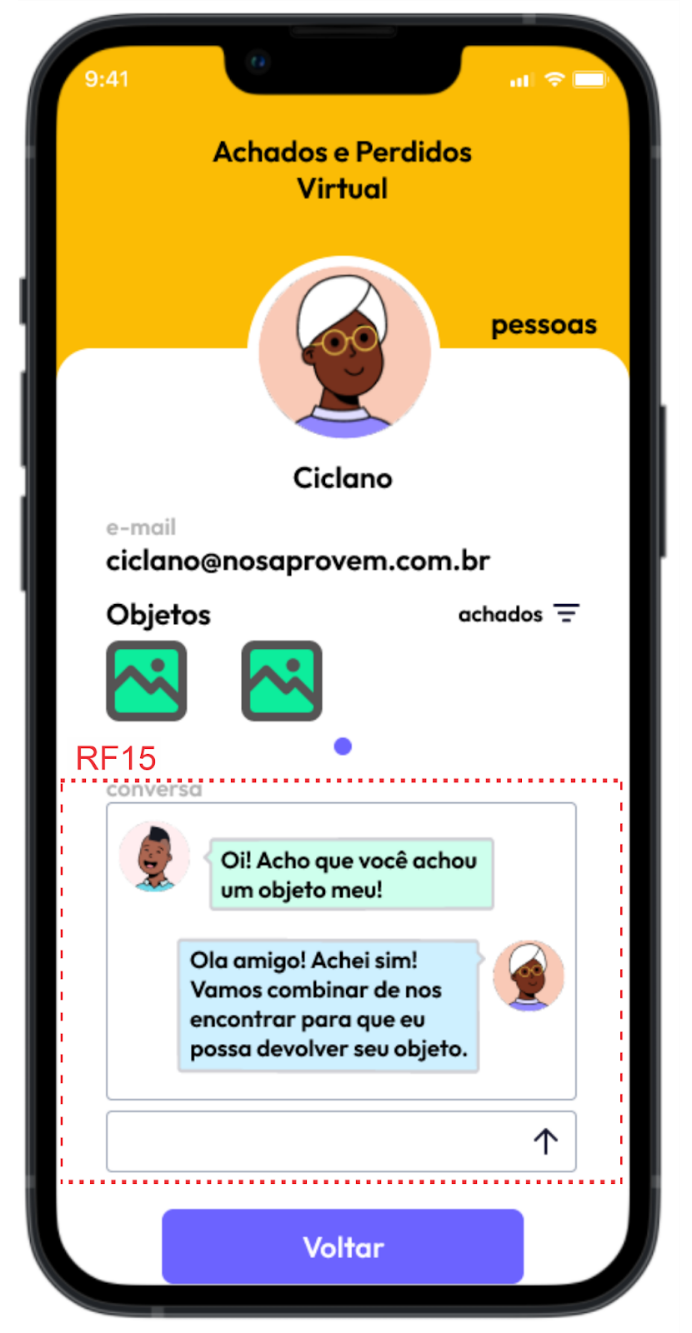 9:41
Achados e Perdidos
Virtual
pessoas
Ciclano
e-mail
ciclano@nosaprovem.com.br
Objetos
achados
RF15
conversa
Oi! Acho que você achou
um objeto meu!
Ola amigo! Achei sim!
Vamos combinar de nos
encontrar para que eu
possa devolver seu objeto.
Voltar